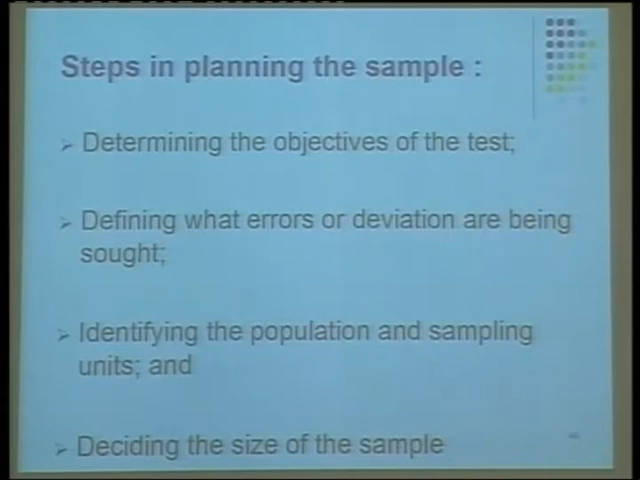 Steps in planning the sample :
Determining the objectives of the test;
Defining what errors or deviation are being
sought;
Identifying the population and sampling
units; and
Deciding the size of the sample